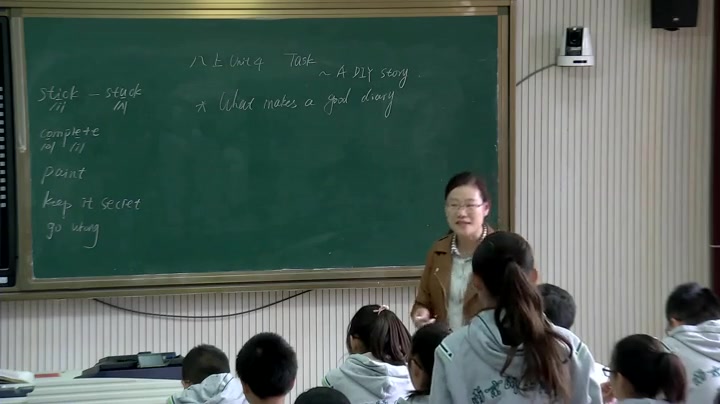 八上 Unit 4 Task
~ A DIY story
* What makes a good diary
stick - stuck
/i/ /ʌ/
complete
/ə/ /i:/
paint
keep it secret
go wrong